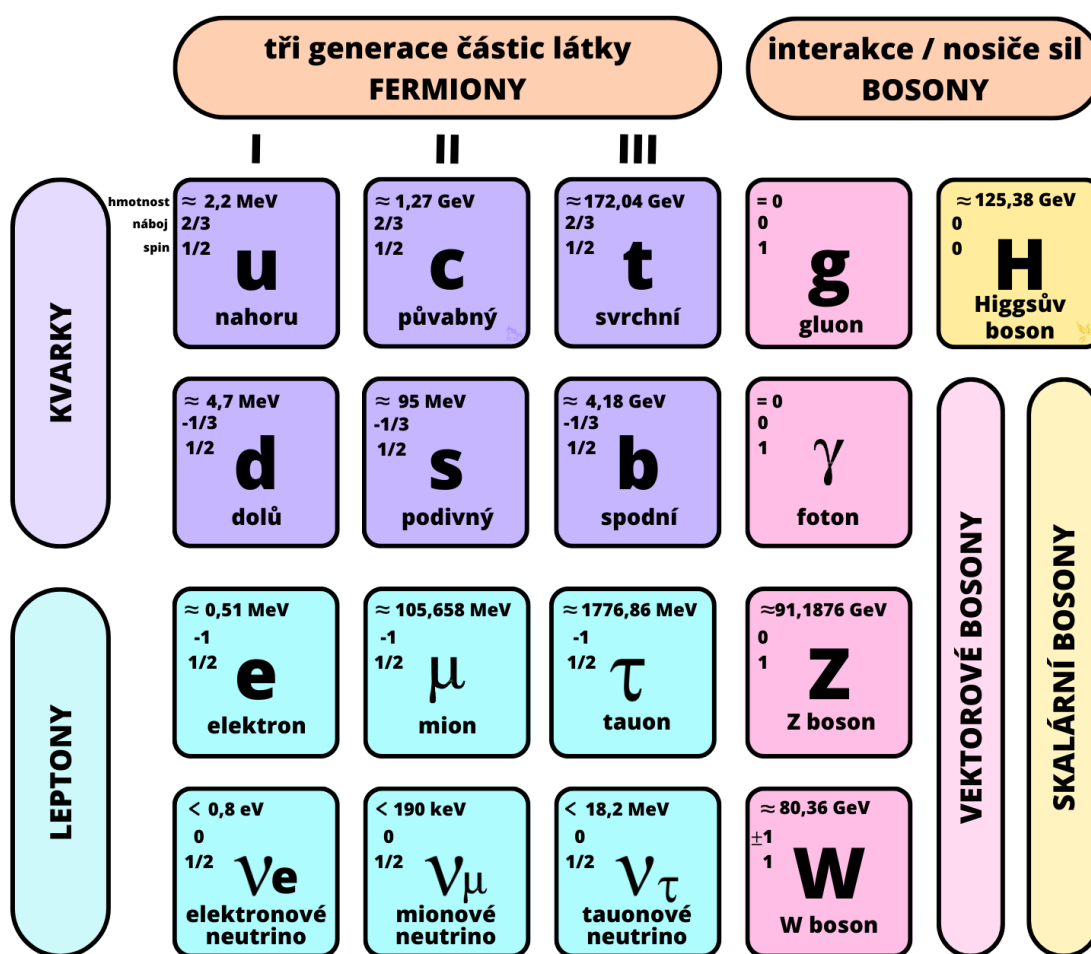 tři generace částic látky
FERMIONY
interakce / nosiče sil
BOSONY
I
II
III
KVARKY
hmotnost
náboj
spin
≈ 2,2 MeV
2/3
1/2
u
nahoru
≈ 1,27 GeV
2/3
1/2
c
půvabný
≈ 172,04 GeV
2/3
1/2
t
svrchní
= 0
0
1
g
gluon
≈ 125,38 GeV
0
0
H
Higgsův
boson
≈ 4,7 MeV
-1/3
1/2
d
dolů
≈ 95 MeV
-1/3
1/2
s
podivný
≈ 4,18 GeV
-1/3
1/2
b
spodní
= 0
0
1
γ
foton
LEPTONY
≈ 0,51 MeV
-1
1/2
e
elektron
≈ 105,658 MeV
-1
1/2
μ
mion
≈ 1776,86 MeV
-1
1/2
τ
tauon
≈91,1876 GeV
0
1
Z
Z boson
< 0,8 eV
0
1/2
νe
elektronové
neutrino
< 190 keV
0
1/2
νμ
mionové
neutrino
< 18,2 MeV
0
1/2
ντ
tauonové
neutrino
≈ 80,36 GeV
±1
1
W
W boson
VEKTOROVÉ BOSONY
SKALÁRNÍ BOSONY